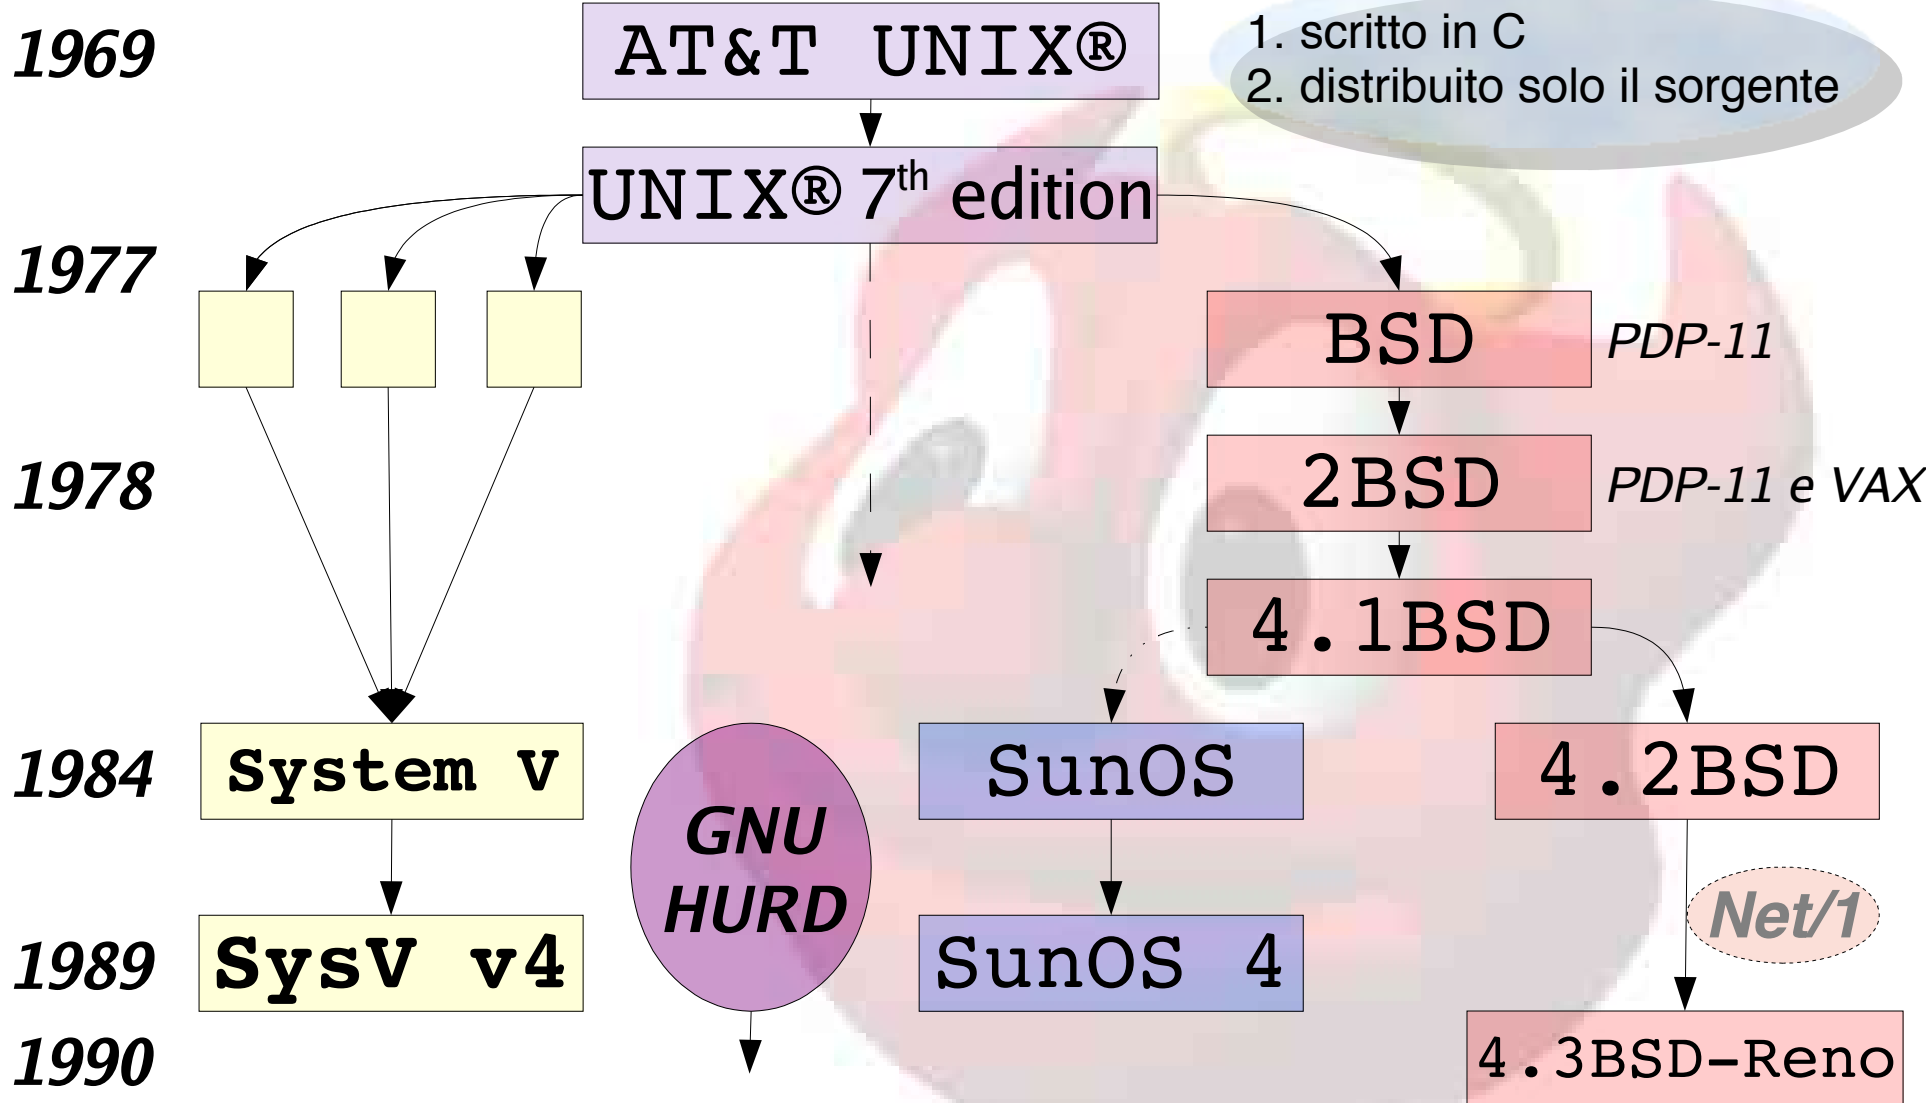 1969
AT&T UNIX®
1. scritto in C
2. distribuito solo il sorgente
UNIX® 7th edition
1977
BSD
PDP-11
1978
2BSD
PDP-11 e VAX
4.1BSD
1984
System V
GNU
HURD
SunOS
4.2BSD
Net/1
1989
SysV v4
SunOS 4
1990
4.3BSD-Reno